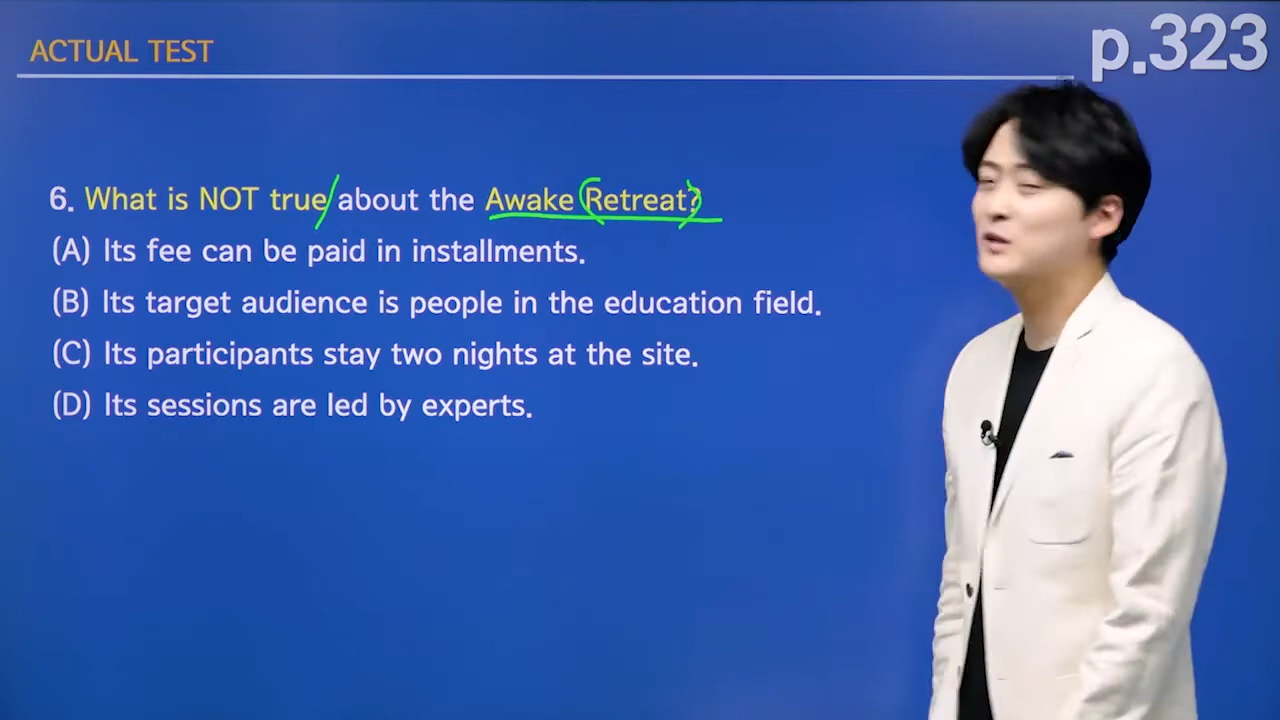 ACTUAL TEST
p.323
6. What is NOT true about the Awake Retreat?
(A) Its fee can be paid in installments.
(B) Its target audience is people in the education field.
(C) Its participants stay two nights at the site.
(D) Its sessions are led by experts.